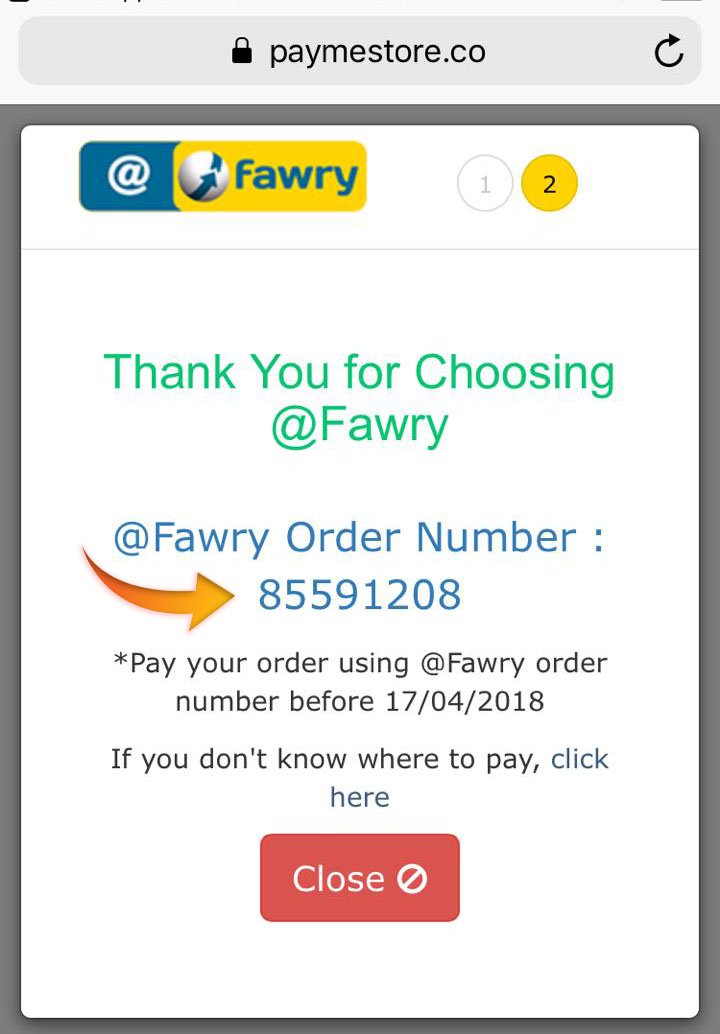 paymestore.co
@ fawry
1 2
Thank You for Choosing
@Fawry
@Fawry Order Number :
85591208
*Pay your order using @Fawry order
number before 17/04/2018
If you don't know where to pay, click
here
Close